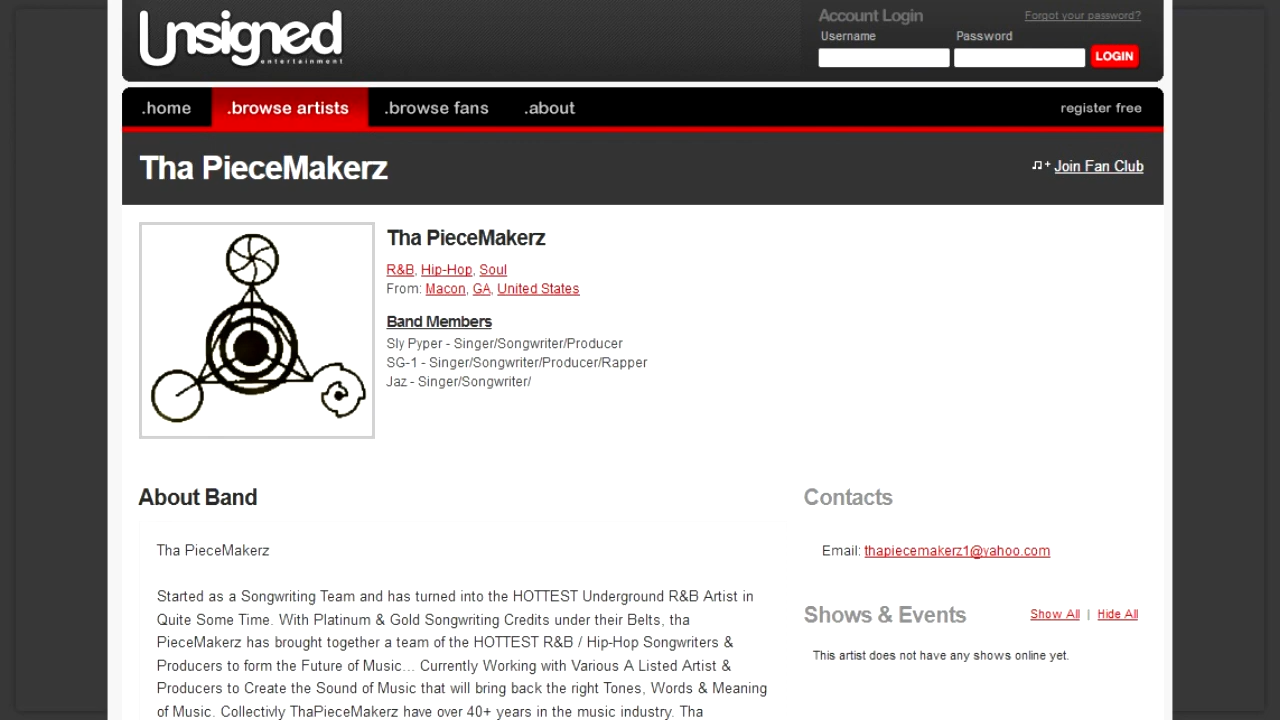 Unsigned
entertainment
Account Login
Forgot your password?
Username
Password
LOGIN
.home
.browse artists
.browse fans
.about
register free
Tha PieceMakerz
Join Fan Club
Tha PieceMakerz
R&B, Hip-Hop, Soul
From: Macon, GA, United States
Band Members
Sly Pyper - Singer/Songwriter/Producer
SG-1 - Singer/Songwriter/Producer/Rapper
Jaz - Singer/Songwriter/
About Band
Tha PieceMakerz
Started as a Songwriting Team and has turned into the HOTTEST Underground R&B Artist in
Quite Some Time. With Platinum & Gold Songwriting Credits under their Belts, tha
PieceMakerz has brought together a team of the HOTTEST R&B / Hip-Hop Songwriters &
Producers to form the Future of Music... Currently Working with Various A Listed Artist &
Producers to Create the Sound of Music that will bring back the right Tones, Words & Meaning
of Music. Collectivly ThaPieceMakerz have over 40+ years in the music industry. Tha
Contacts
Email: thapiecemakerz1@yahoo.com
Shows & Events
Show All | Hide All
This artist does not have any shows online yet.